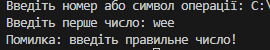 Введіть номер або символ операції: C:\
Введіть перше число: wee
Помилка: введіть правильне число!